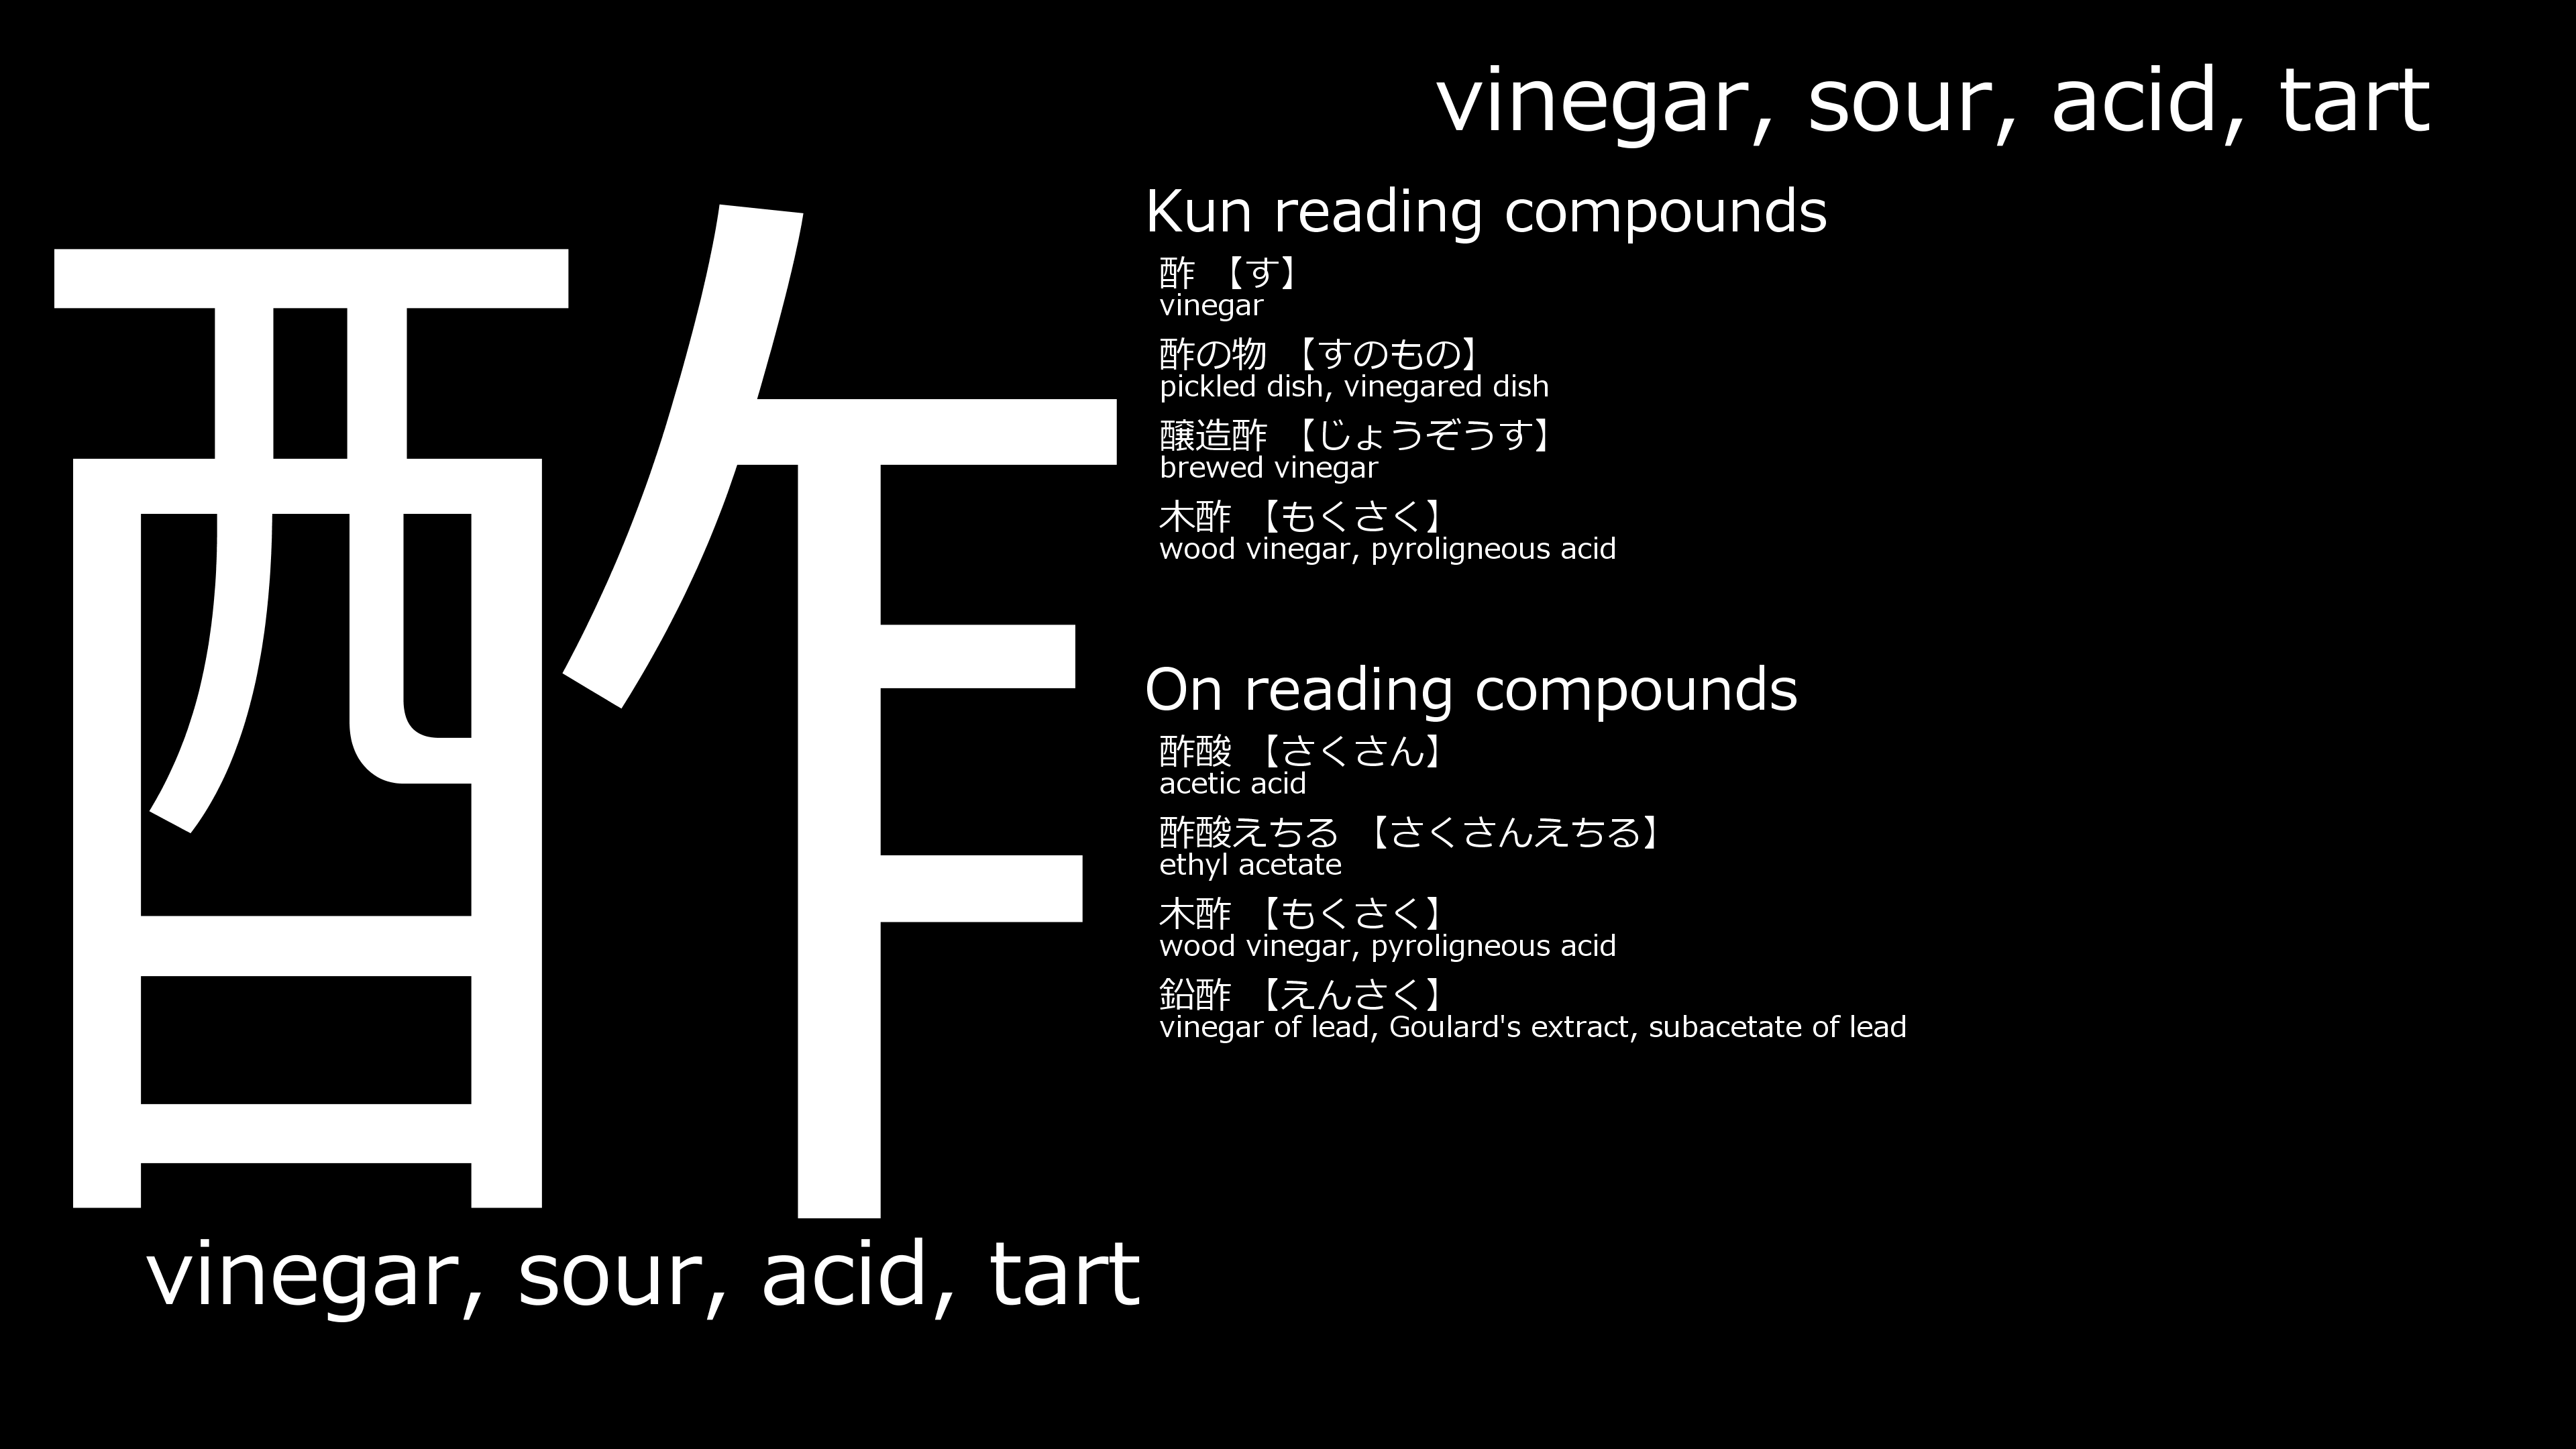 vinegar, sour, acid, tart
酢
vinegar, sour, acid, tart
Kun reading compounds
酢 【す】
vinegar
酢の物 【すのもの】
pickled dish, vinegared dish
醸造酢 【じょうぞうす】
brewed vinegar
木酢 【もくさく】
wood vinegar, pyroligneous acid
On reading compounds
酢酸 【さくさん】
acetic acid
酢酸えちる 【さくさんえちる】
ethyl acetate
木酢 【もくさく】
wood vinegar, pyroligneous acid
鉛酢 【えんさく】
vinegar of lead, Goulard's extract, subacetate of lead